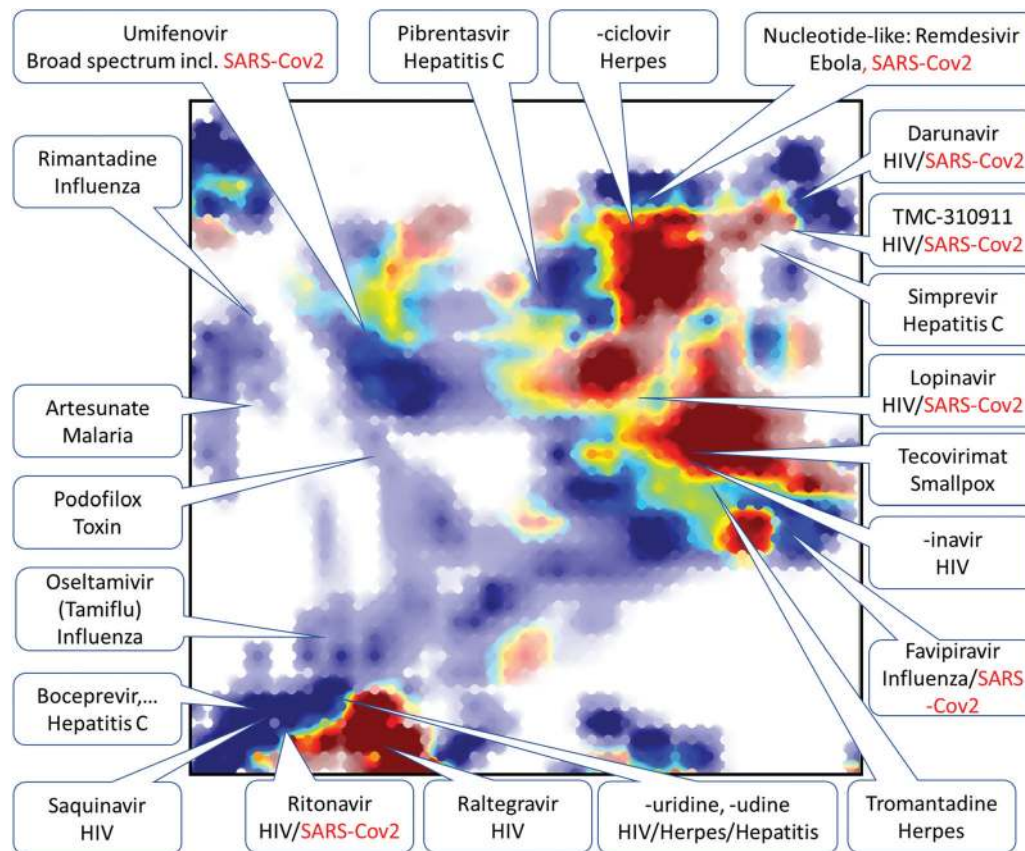 Umifenovir
Broad spectrum incl. SARS-Cov2
Pibrentasvir
Hepatitis C
-ciclovir
Herpes
Nucleotide-like: Remdesivir
Ebola, SARS-Cov2
Rimantadine
Influenza
Darunavir
HIV/SARS-Cov2
TMC-310911
HIV/SARS-Cov2
Simprevir
Hepatitis C
Artesunate
Malaria
Lopinavir
HIV/SARS-Cov2
Podofilox
Toxin
Tecovirimat
Smallpox
-inavir
HIV
Oseltamivir
(Tamiflu)
Influenza
Favipiravir
Influenza/SARS
-Cov2
Boceprevir,...
Hepatitis C
Saquinavir
HIV
Ritonavir
HIV/SARS-Cov2
Raltegravir
HIV
-uridine, -udine
HIV/Herpes/Hepatitis
Tromantadine
Herpes